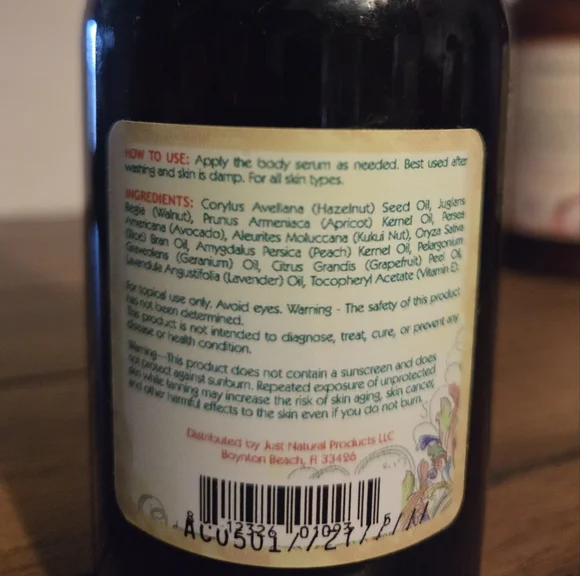 HOW TO USE: Apply the body serum as needed. Best used after
washing and skin is damp. For all skin types.
INGREDIENTS: Corylus Avellana (Hazelnut) Seed Oil, Juglans
Regia (Walnut), Prunus Armeniaca (Apricot) Kernel Oil, Persea
Americana (Avocado), Aleurites Moluccana (Kukui Nut), Oryza Sativa
(Rice) Bran Oil, Amygdalus Persica (Peach) Kernel Oil, Pelargonium
Graveolens (Geranium) Oil, Citrus Grandis (Grapefruit) Peel Oil,
Lavendula Angustifolia (Lavender) Oil, Tocopheryl Acetate (Vitamin E).
For topical use only. Avoid eyes. Warning - The safety of this product
has not been determined.
This product is not intended to diagnose, treat, cure, or prevent any
disease or health condition.
Warning—This product does not contain a sunscreen and does
not protect against sunburn. Repeated exposure of unprotected
skin while tanning may increase the risk of skin aging, skin cancer,
and other harmful effects to the skin even if you do not burn.
Distributed by Just Natural Products LLC
Boynton Beach, Fl 33426
8 12326 01093 5